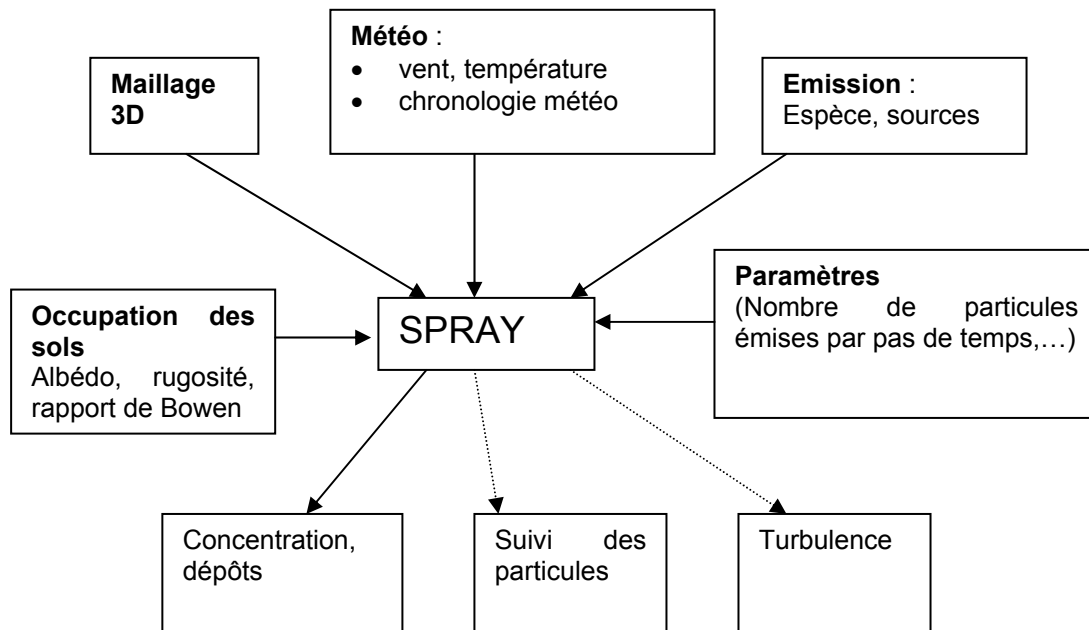 Maillage
3D
Météo :
• vent, température
• chronologie météo
Emission :
Espèce, sources
Occupation des
sols
Albédo, rugosité,
rapport de Bowen
SPRAY
Paramètres
(Nombre de particules
émises par pas de temps,…)
Concentration,
dépôts
Suivi des
particules
Turbulence